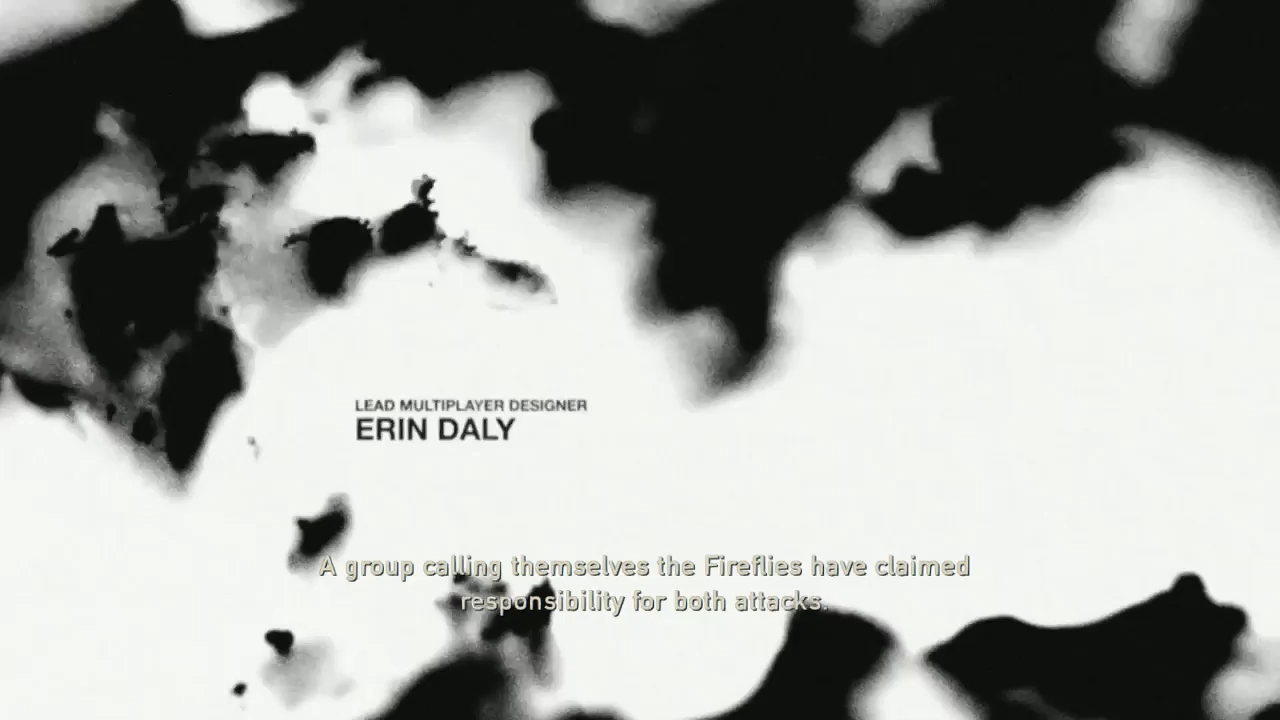 LEAD MULTIPLAYER DESIGNER
ERIN DALY
A group calling themselves the Fireflies have claimed
responsibility for both attacks.